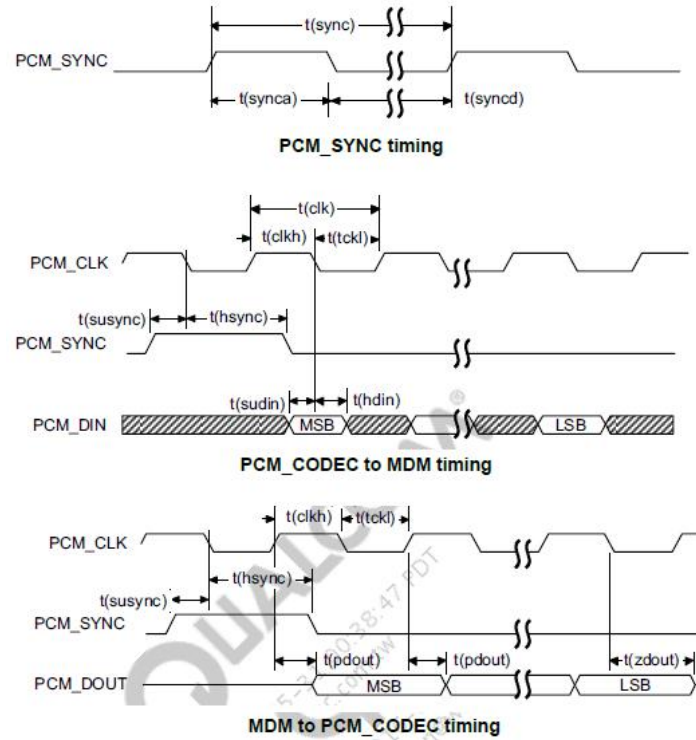 t(sync)
PCM_SYNC
t(synca)
t(syncd)
PCM_SYNC timing
t(clk)
t(clkh)
t(tckl)
PCM_CLK
t(susync)
t(hsync)
PCM_SYNC
t(sudin)
t(hdin)
PCM_DIN
MSB
LSB
PCM_CODEC to MDM timing
t(clkh)
t(tckl)
PCM_CLK
t(hsync)
t(susync)
PCM_SYNC
t(pdout)
t(pdout)
t(zdout)
PCM_DOUT
MSB
LSB
MDM to PCM_CODEC timing
QUALCOMM®